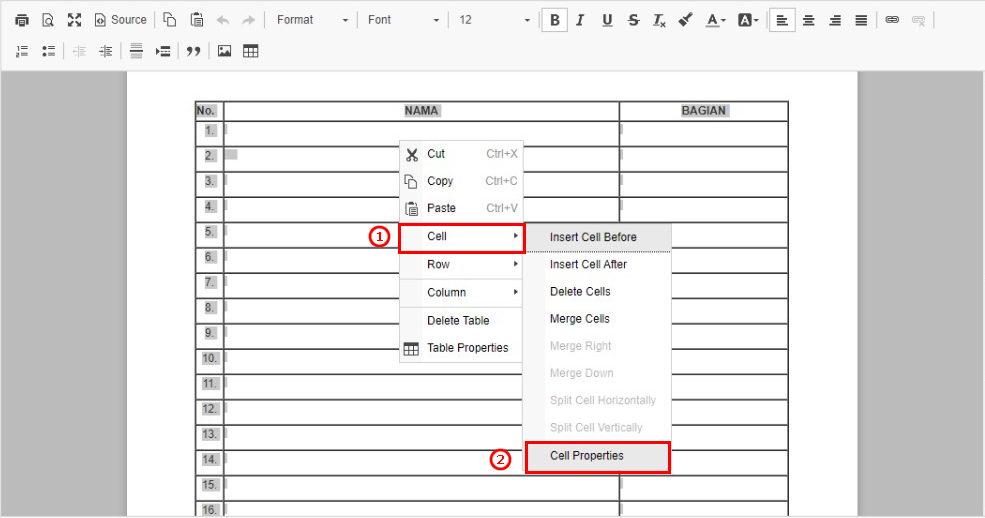 Source Format Font 12 B I U S Tx A A
No. NAMA BAGIAN
1.
2.
3.
4.
5.
6.
7.
8.
9.
10.
11.
12.
13.
14.
15.
16.
Cut Ctrl+X
Copy Ctrl+C
Paste Ctrl+V
1 Cell
Row
Column
Delete Table
Table Properties
Insert Cell Before
Insert Cell After
Delete Cells
Merge Cells
Merge Right
Merge Down
Split Cell Horizontally
Split Cell Vertically
2 Cell Properties